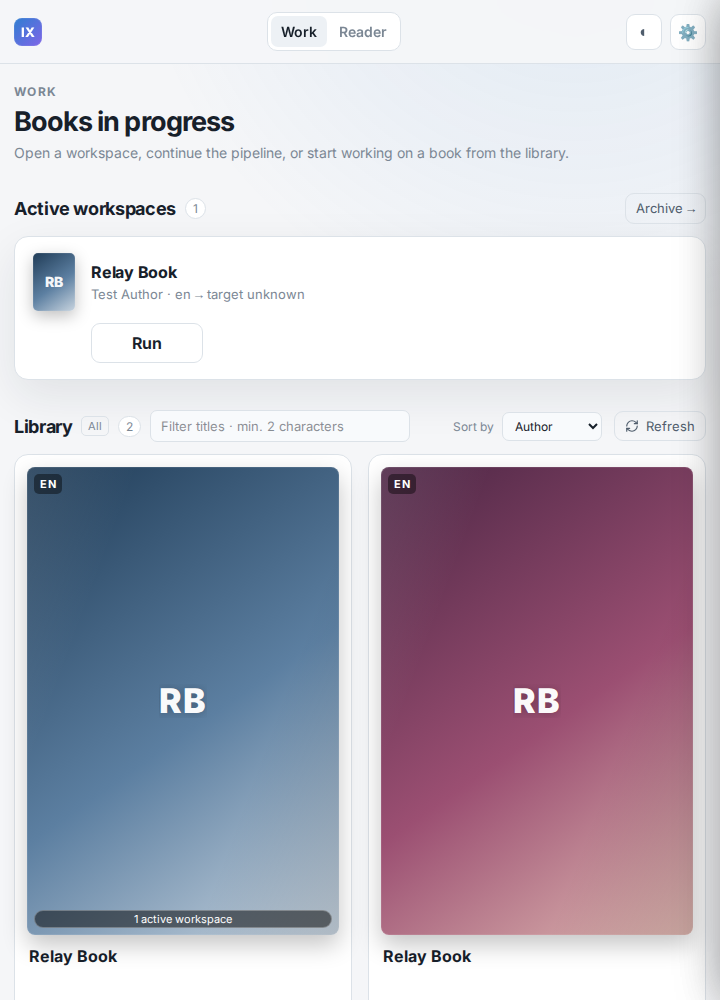 IX
Work Reader
WORK
Books in progress
Open a workspace, continue the pipeline, or start working on a book from the library.
Active workspaces 1 Archive →
RB
Relay Book
Test Author · en → target unknown
Run
Library All 2 Filter titles · min. 2 characters Sort by Author Refresh
EN EN
RB RB
1 active workspace
Relay Book Relay Book